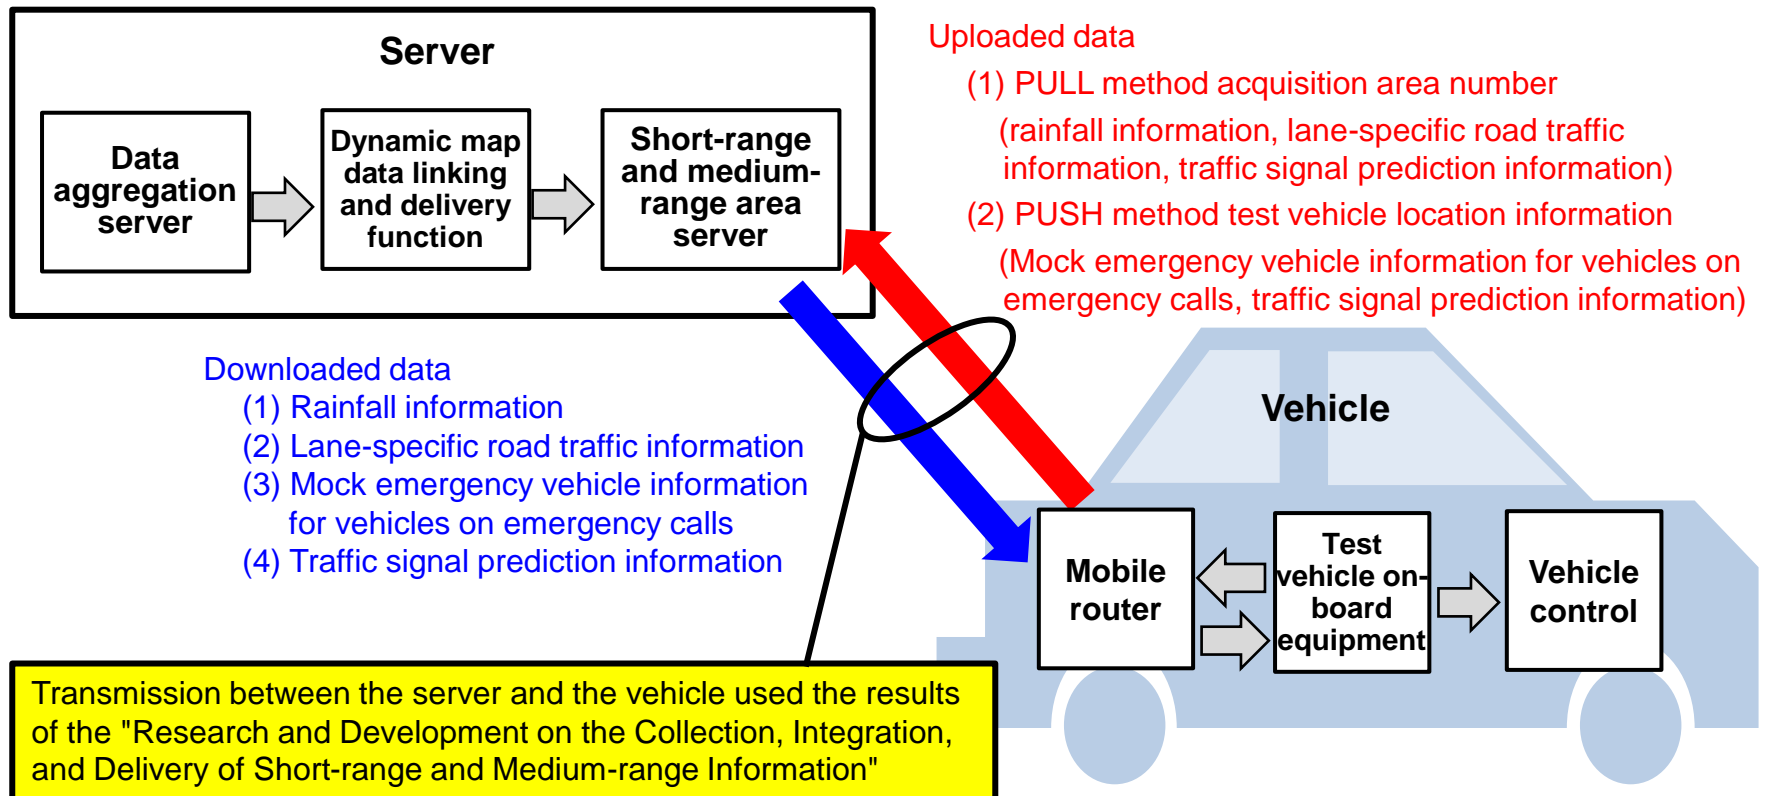 Server
Data
aggregation
server
Dynamic map
data linking
and delivery
function
Short-range
and medium-
range area
server
Uploaded data
(1) PULL method acquisition area number
(rainfall information, lane-specific road traffic
information, traffic signal prediction information)
(2) PUSH method test vehicle location information
(Mock emergency vehicle information for vehicles on
emergency calls, traffic signal prediction information)
Downloaded data
(1) Rainfall information
(2) Lane-specific road traffic information
(3) Mock emergency vehicle information
for vehicles on emergency calls
(4) Traffic signal prediction information
Vehicle
Mobile
router
Test
vehicle on-
board
equipment
Vehicle
control
Transmission between the server and the vehicle used the results
of the "Research and Development on the Collection, Integration,
and Delivery of Short-range and Medium-range Information"